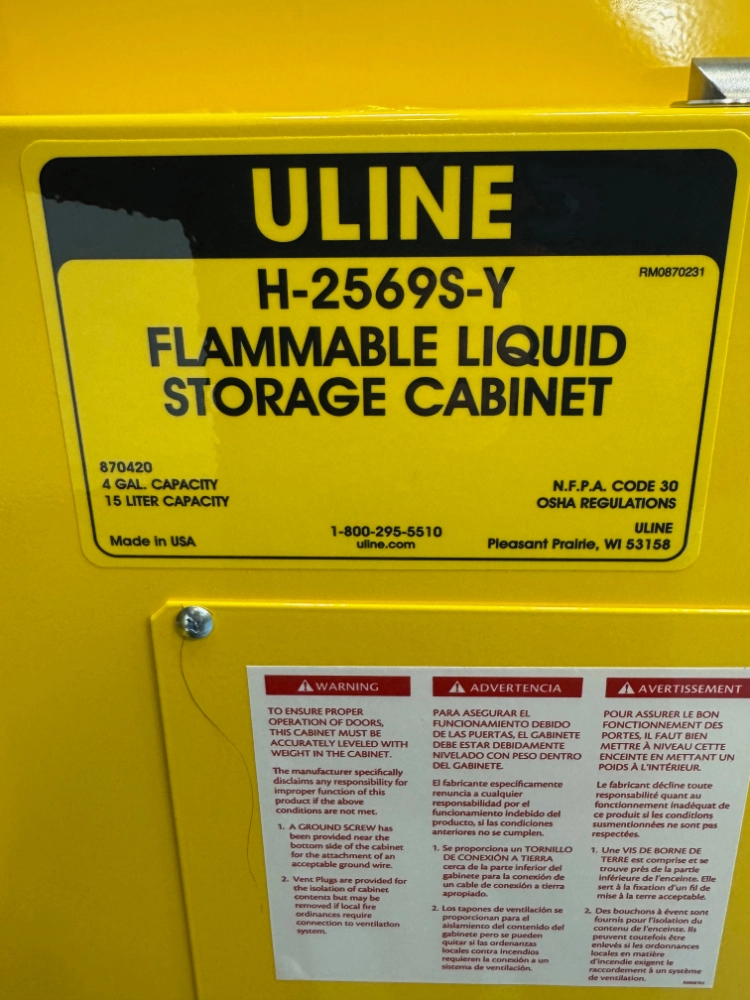 ULINE
H-2569S-Y
RM0870231
FLAMMABLE LIQUID
STORAGE CABINET
870420
4 GAL. CAPACITY
15 LITER CAPACITY
Made in USA
1-800-295-5510
uline.com
N.F.P.A. CODE 30
OSHA REGULATIONS
ULINE
Pleasant Prairie, WI 53158
WARNING
TO ENSURE PROPER
OPERATION OF DOORS,
THIS CABINET MUST BE
ACCURATELY LEVELED WITH
WEIGHT IN THE CABINET.
The manufacturer specifically
disclaims any responsibility for
improper function of this
product if the above
conditions are not met.
1. A GROUND SCREW has
been provided near the
bottom side of the cabinet
for the attachment of an
acceptable ground wire.
2. Vent Plugs are provided for
the isolation of cabinet
contents but may be
removed if local fire
ordinances require
connection to ventilation
system.
ADVERTENCIA
PARA ASEGURAR EL
FUNCIONAMIENTO DEBIDO
DE LAS PUERTAS, EL GABINETE
DEBE ESTAR DEBIDAMENTE
NIVELADO CON PESO DENTRO
DEL GABINETE.
El fabricante específicamente
renuncia a cualquier
responsabilidad por el
funcionamiento indebido del
producto, si las condiciones
anteriores no se cumplen.
1. Se proporciona un TORNILLO
DE CONEXIÓN A TIERRA
cerca de la parte inferior del
gabinete para la conexión de
un cable de conexión a tierra
apropiado.
2. Los tapones de ventilación se
proporcionan para el
aislamiento del contenido del
gabinete pero se pueden
quitar si las ordenanzas
locales contra incendios
requieren la conexión a un
sistema de ventilación.
AVERTISSEMENT
POUR ASSURER LE BON
FONCTIONNEMENT DES
PORTES, IL FAUT BIEN
METTRE À NIVEAU CETTE
ENCEINTE EN METTANT UN
POIDS À L'INTÉRIEUR.
Le fabricant décline toute
responsabilité quant au
fonctionnement inadéquat de
ce produit si les conditions
susmentionnées ne sont pas
respectées.
1. Une VIS DE BORNE DE
TERRE est comprise et se
trouve près de la partie
inférieure de l'enceinte. Elle
sert à la fixation d'un fil de
mise à la terre acceptable.
2. Des bouchons à évent sont
fournis pour l'isolation du
contenu de l'enceinte. Ils
peuvent toutefois être
enlevés si les ordonnances
locales en matière
d'incendie exigent le
raccordement à un système
de ventilation.